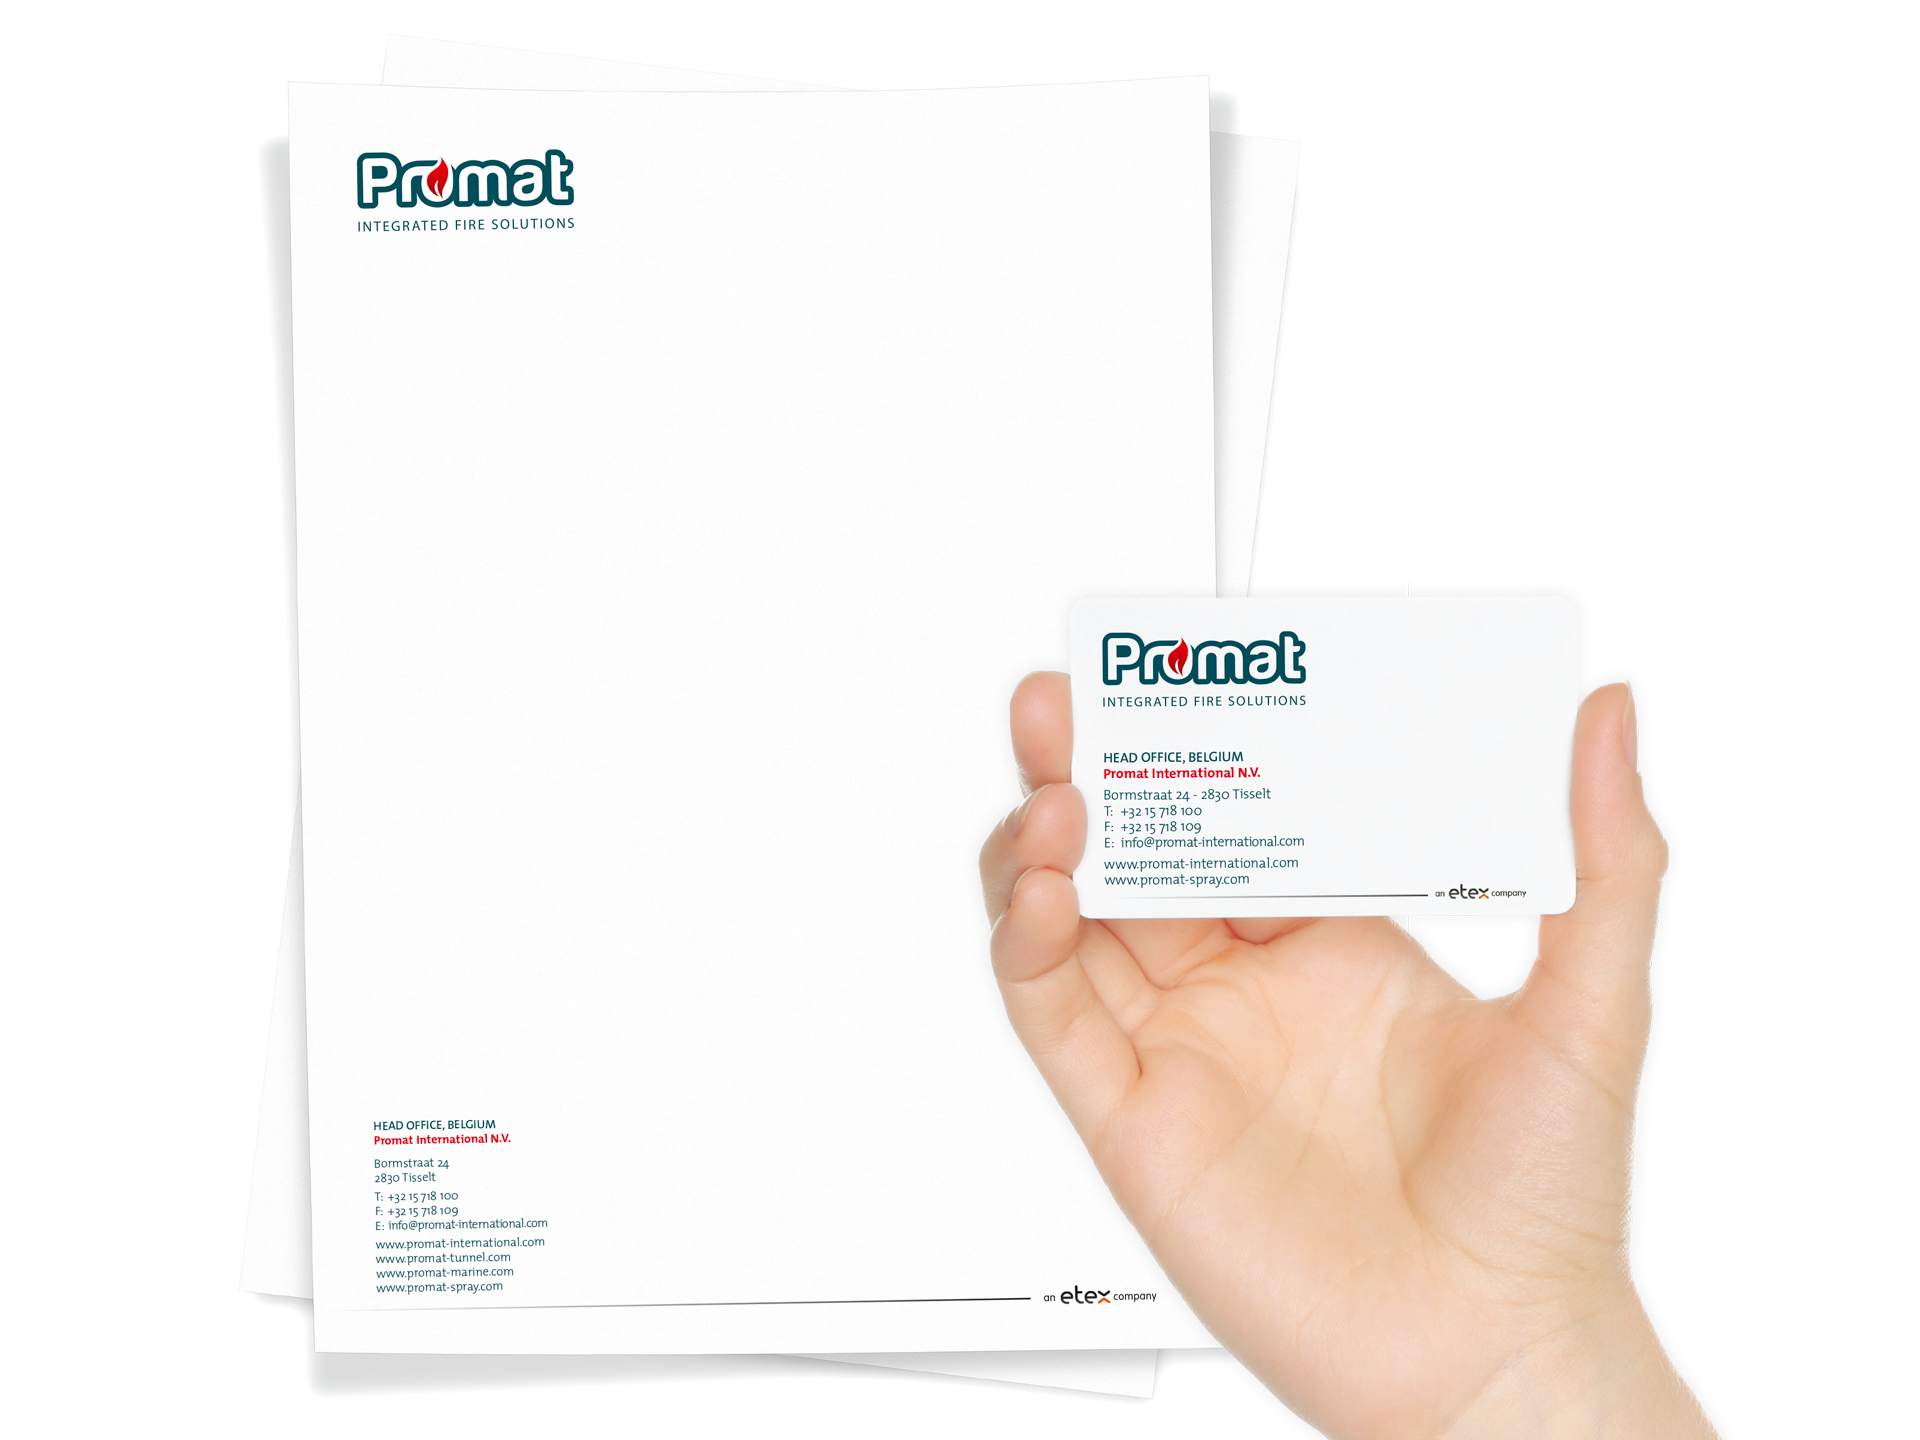 Promat
INTEGRATED FIRE SOLUTIONS
HEAD OFFICE, BELGIUM
Promat International N.V.
Bormstraat 24
2830 Tisselt
T: +32 15 718 100
F: +32 15 718 109
E: info@promat-international.com
www.promat-international.com
www.promat-tunnel.com
www.promat-marine.com
www.promat-spray.com
an etex company
Promat
INTEGRATED FIRE SOLUTIONS
HEAD OFFICE, BELGIUM
Promat International N.V.
Bormstraat 24 - 2830 Tisselt
T: +32 15 718 100
F: +32 15 718 109
E: info@promat-international.com
www.promat-international.com
www.promat-spray.com
an etex company